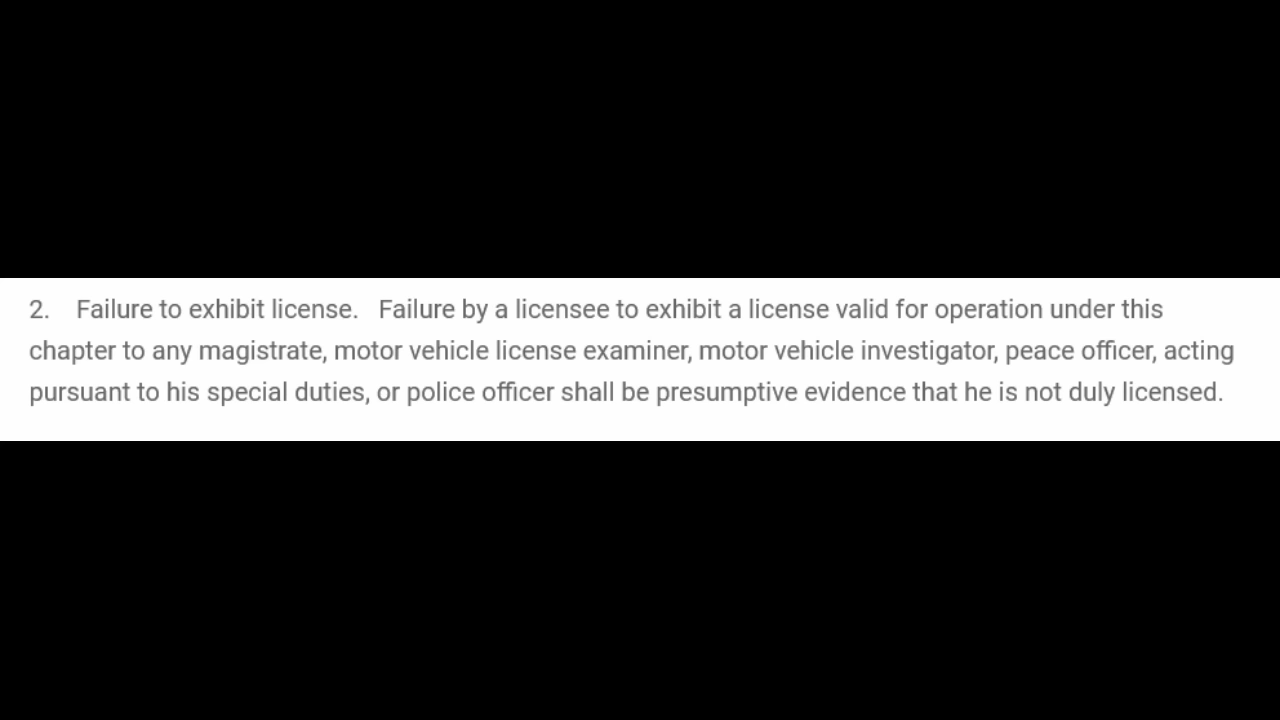 2. Failure to exhibit license. Failure by a licensee to exhibit a license valid for operation under this
chapter to any magistrate, motor vehicle license examiner, motor vehicle investigator, peace officer, acting
pursuant to his special duties, or police officer shall be presumptive evidence that he is not duly licensed.